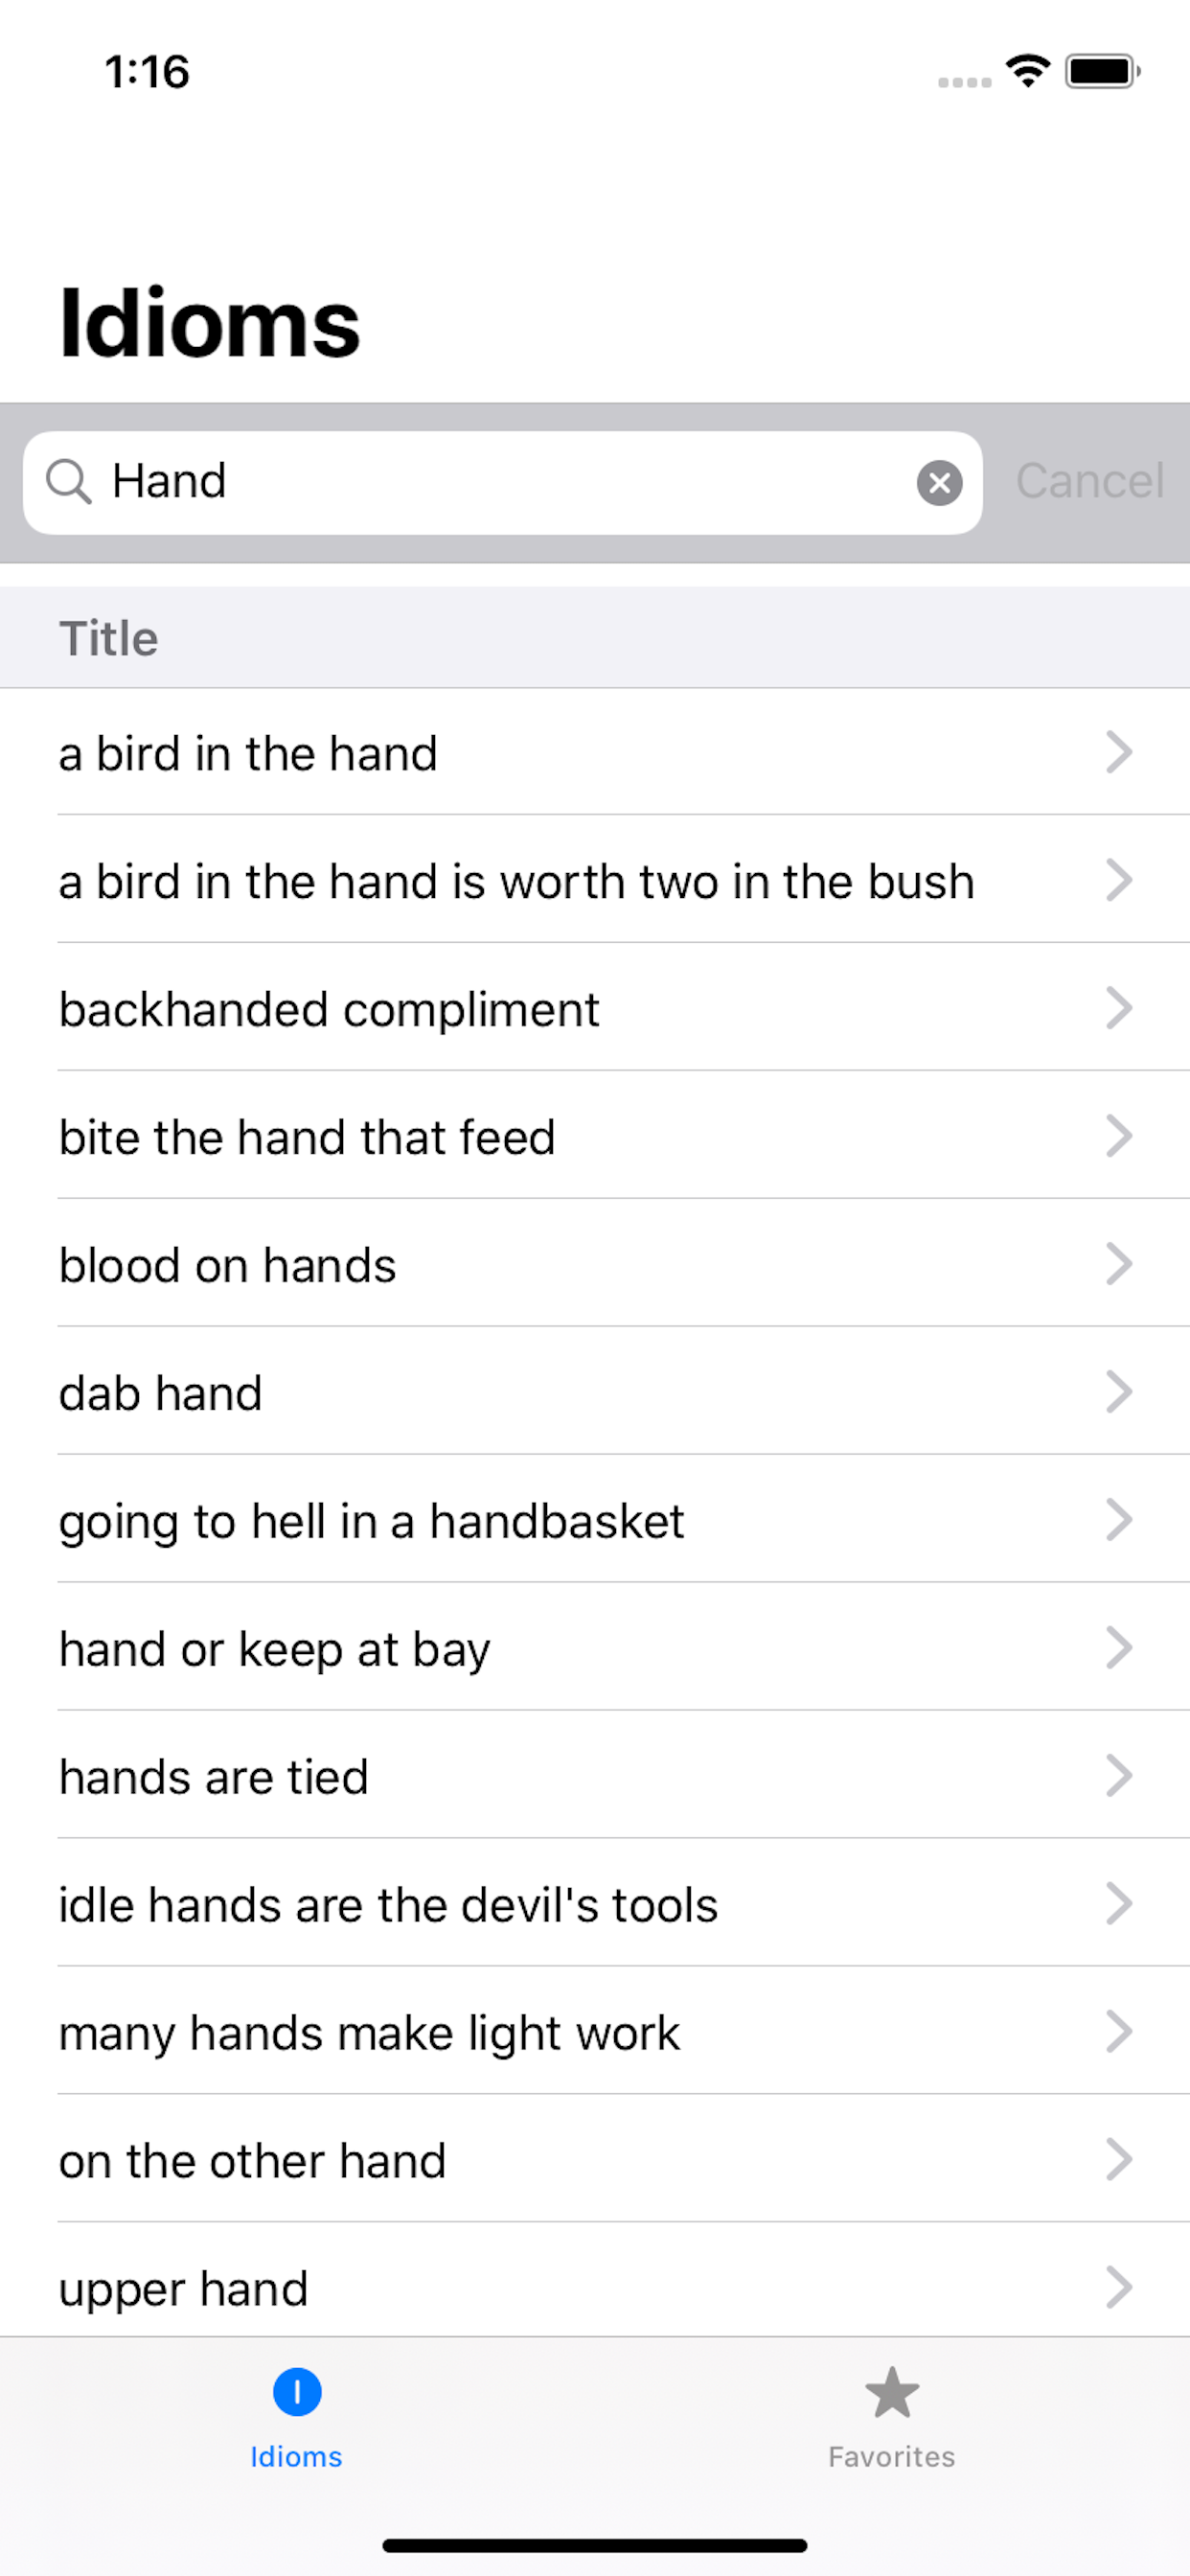 1:16
Idioms
Hand
Cancel
Title
a bird in the hand
a bird in the hand is worth two in the bush
backhanded compliment
bite the hand that feed
blood on hands
dab hand
going to hell in a handbasket
hand or keep at bay
hands are tied
idle hands are the devil's tools
many hands make light work
on the other hand
upper hand
I
Idioms
Favorites